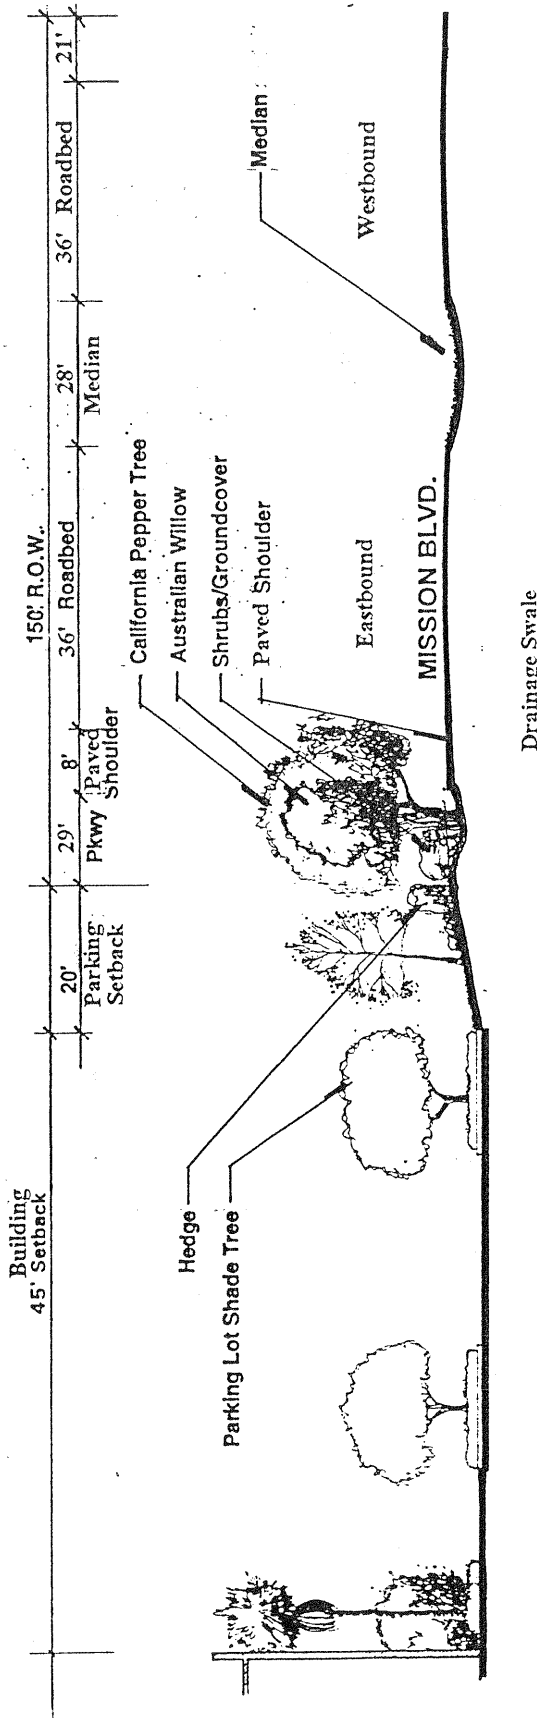 Building
45' Setback
150' R.O.W.
20'
Parking
Setback
29'
Pkwy
8'
Paved
Shoulder
36' Roadbed
28'
Median
36' Roadbed
21'
California Pepper Tree
Australian Willow
Shrubs/Groundcover
Paved Shoulder
Median
Hedge
Parking Lot Shade Tree
Eastbound
Westbound
MISSION BLVD.
Drainage Swale